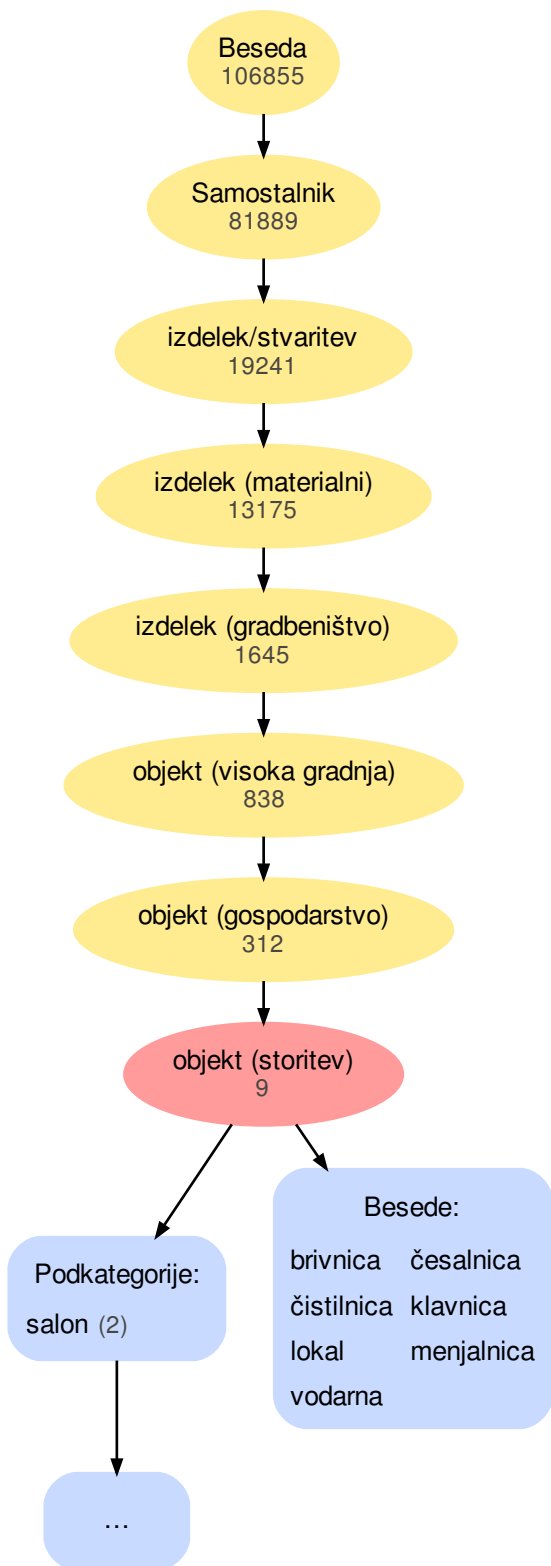 Beseda
106855
Samostalnik
81889
izdelek/stvaritev
19241
izdelek (materialni)
13175
izdelek (gradbeništvo)
1645
objekt (visoka gradnja)
838
objekt (gospodarstvo)
312
objekt (storitev)
9
Podkategorije:
salon (2)
...
Besede:
brivnica česalnica
čistilnica klavnica
lokal menjalnica
vodarna